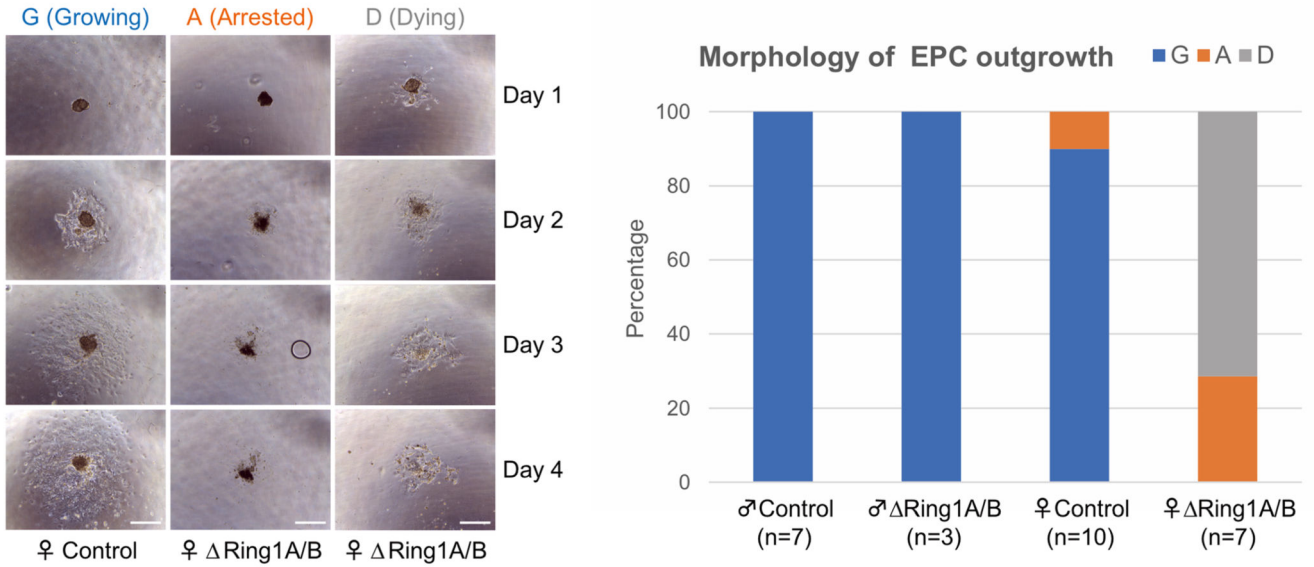 G (Growing)
A (Arrested)
D (Dying)
Day 1
Day 2
Day 3
Day 4
♀ Control
♀ ΔRing1A/B
♀ ΔRing1A/B
Morphology of EPC outgrowth
G
A
D
Percentage
100
80
60
40
20
0
♂Control
(n=7)
♂ΔRing1A/B
(n=3)
♀Control
(n=10)
♀ΔRing1A/B
(n=7)